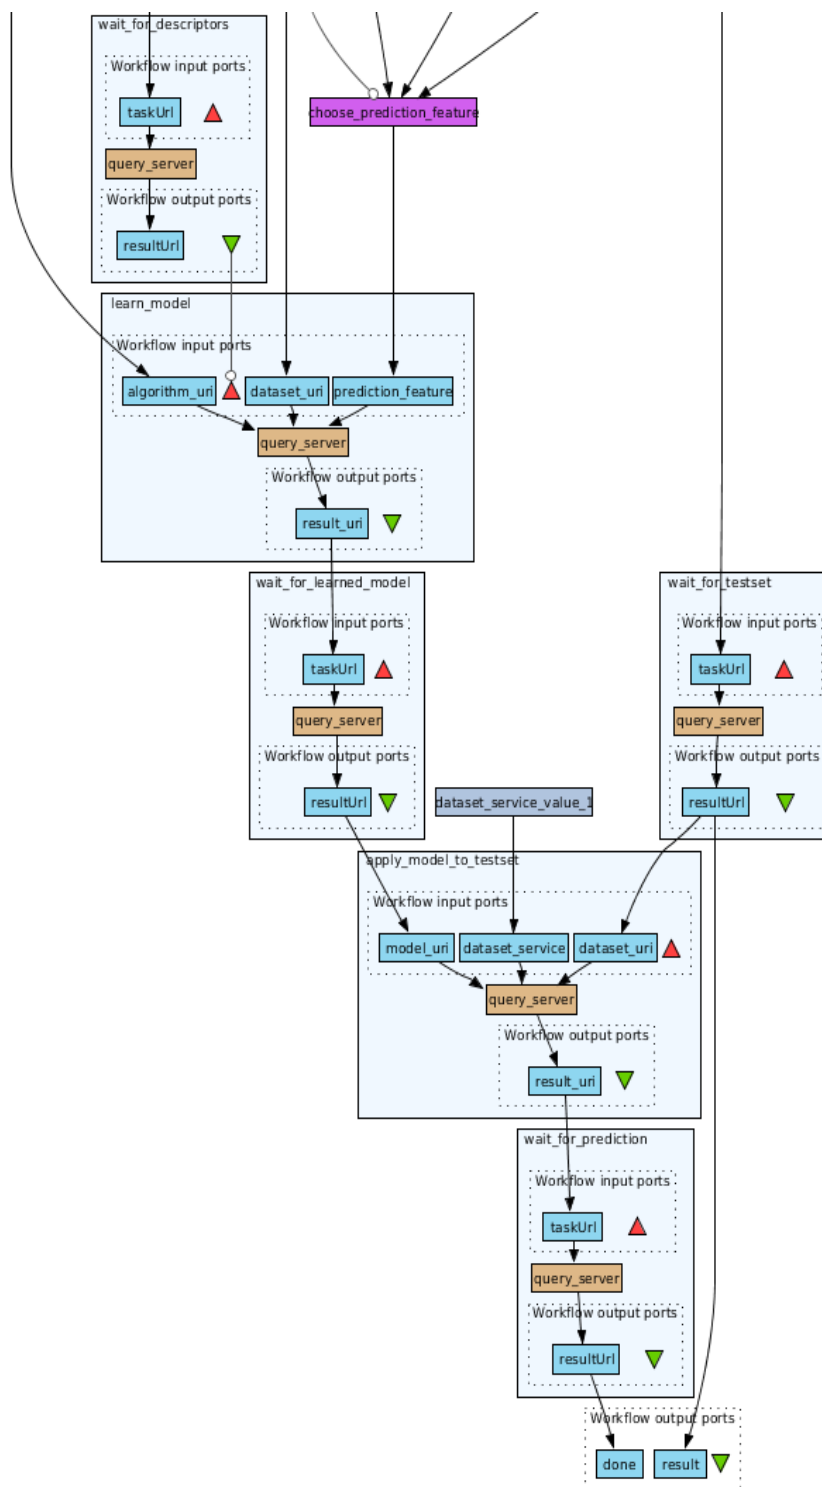 wait_for_descriptors
Workflow input ports
taskUrl
choose_prediction_feature
query_server
Workflow output ports
resultUrl
learn_model
Workflow input ports
algorithm_uri
dataset_uri
prediction_feature
query_server
Workflow output ports
result_uri
wait_for_learned_model
Workflow input ports
taskUrl
query_server
Workflow output ports
resultUrl
wait_for_testset
Workflow input ports
taskUrl
query_server
Workflow output ports
resultUrl
dataset_service_value_1
apply_model_to_testset
Workflow input ports
model_uri
dataset_service
dataset_uri
query_server
Workflow output ports
result_uri
wait_for_prediction
Workflow input ports
taskUrl
query_server
Workflow output ports
resultUrl
Workflow output ports
done
result